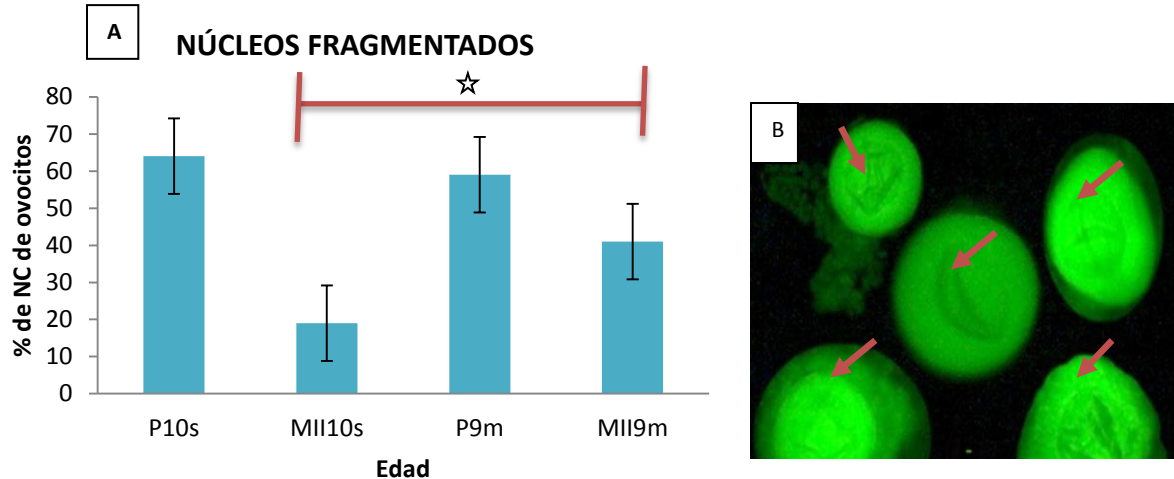 A
NÚCLEOS FRAGMENTADOS
% de NC de ovocitos
80
70
60
50
40
30
20
10
0
P10s
MII10s
P9m
MII9m
Edad
B